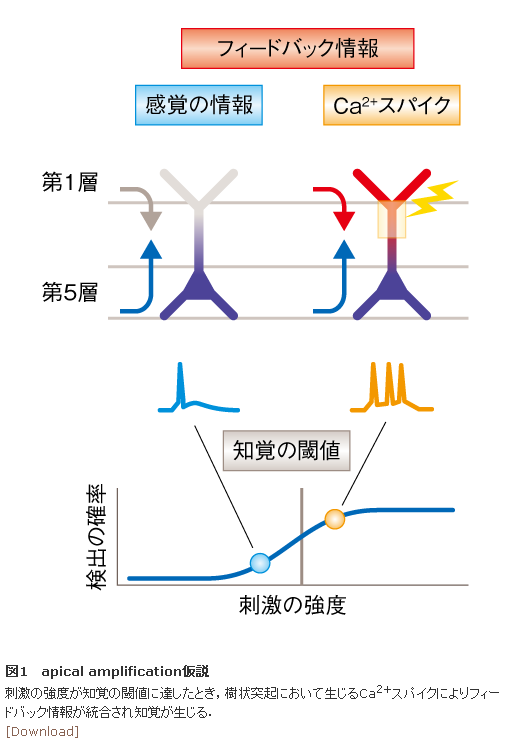 フィードバック情報
感覚の情報
Ca2+スパイク
第1層
第5層
知覚の閾値
検出の確率
刺激の強度
図1 apical amplification仮説
刺激の強度が知覚の閾値に達したとき，樹状突起において生じるCa2+スパイクによりフィー
ドバック情報が統合され知覚が生じる．
[Download]